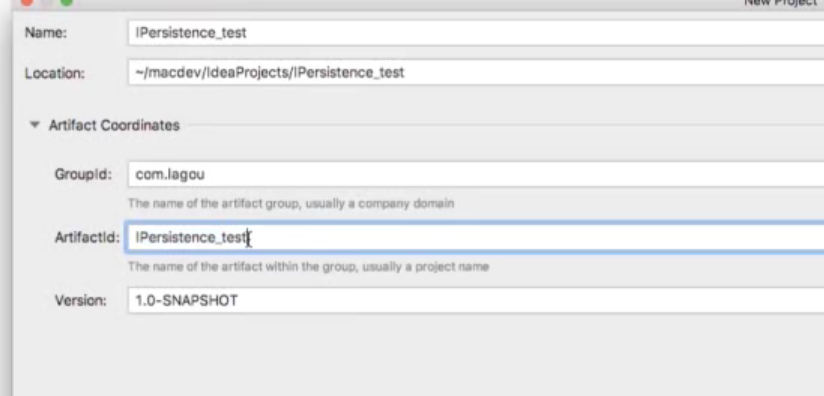 New Project
Name: IPersistence_test
Location: ~/macdev/IdeaProjects/IPersistence_test
Artifact Coordinates
GroupId: com.lagou
The name of the artifact group, usually a company domain
ArtifactId: IPersistence_test
The name of the artifact within the group, usually a project name
Version: 1.0-SNAPSHOT